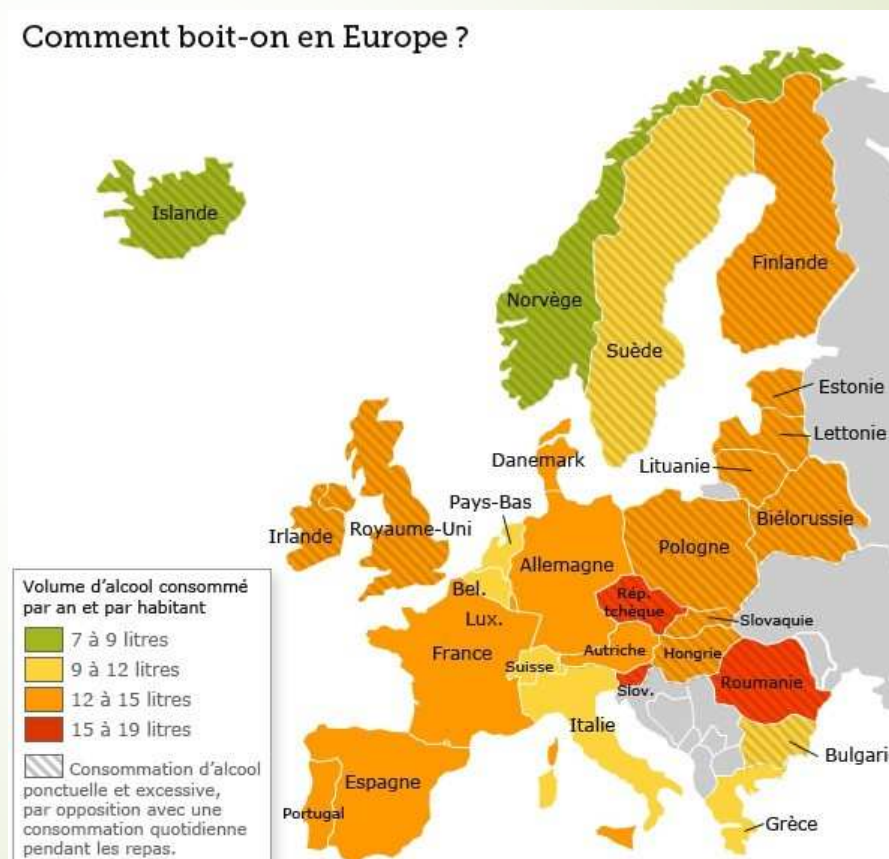 Comment boit-on en Europe ?
Islande
Norvège
Suède
Finlande
Estonie
Lettonie
Lituanie
Biélorussie
Danemark
Pays-Bas
Irlande
Royaume-Uni
Allemagne
Pologne
Bel.
Lux.
Rép.
tchèque
Slovaquie
France
Suisse
Autriche
Hongrie
Slov.
Roumanie
Italie
Bulgari
Espagne
Portugal
Grèce
Volume d'alcool consommé
par an et par habitant
7 à 9 litres
9 à 12 litres
12 à 15 litres
15 à 19 litres
Consommation d'alcool
ponctuelle et excessive,
par opposition avec une
consommation quotidienne
pendant les repas.